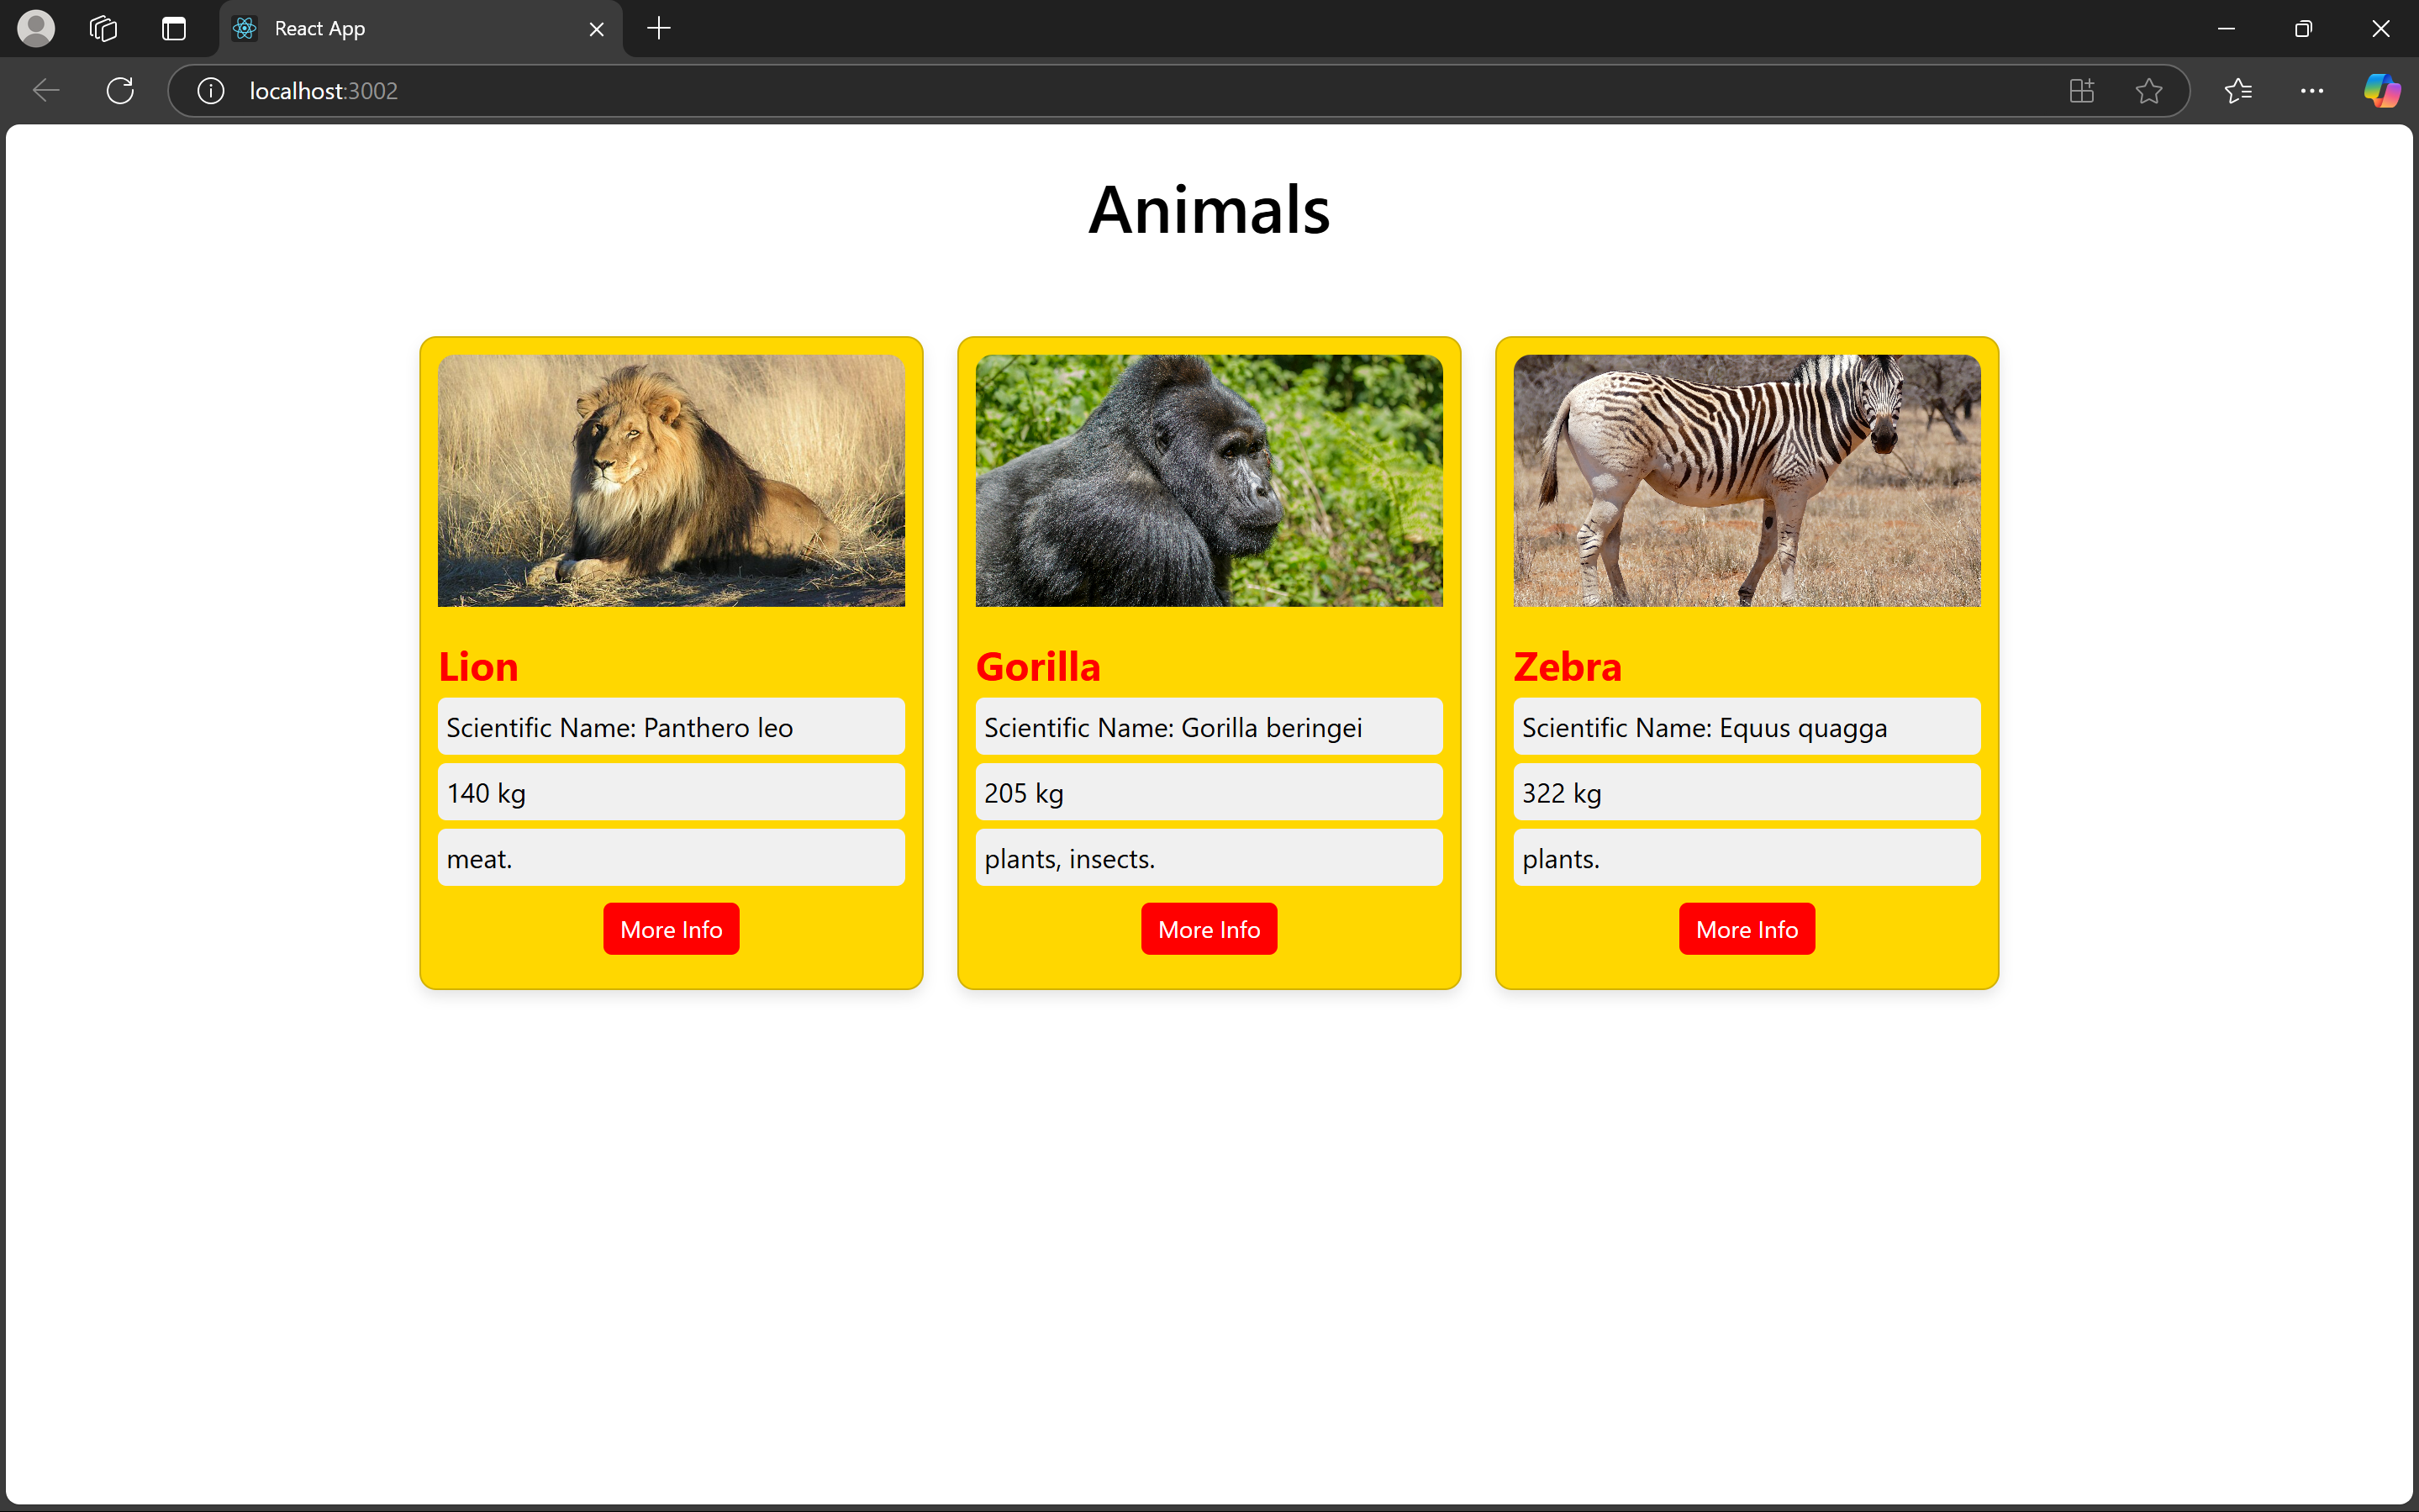 React App
localhost:3002
Animals
Lion
Scientific Name: Panthero leo
140 kg
meat.
More Info
Gorilla
Scientific Name: Gorilla beringei
205 kg
plants, insects.
More Info
Zebra
Scientific Name: Equus quagga
322 kg
plants.
More Info